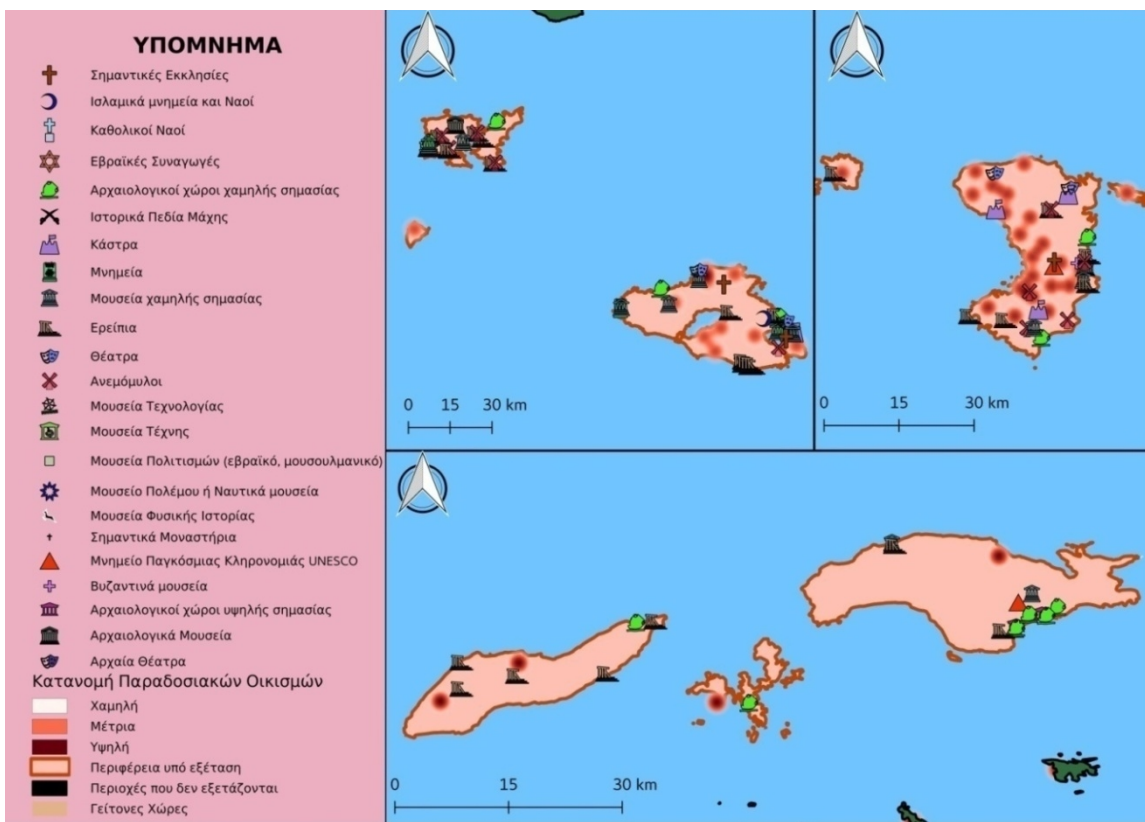 ΥΠΟΜΝΗΜΑ
Σημαντικές Εκκλησίες
Ισλαμικά μνημεία και Ναοί
Καθολικοί Ναοί
Εβραϊκές Συναγωγές
Αρχαιολογικοί χώροι χαμηλής σημασίας
Ιστορικά Πεδία Μάχης
Κάστρα
Μνημεία
Μουσεία χαμηλής σημασίας
Ερείπια
Θέατρα
Ανεμόμυλοι
Μουσεία Τεχνολογίας
Μουσεία Τέχνης
Μουσεία Πολιτισμών (εβραϊκό, μουσουλμανικό)
Μουσείο Πολέμου ή Ναυτικά μουσεία
Μουσεία Φυσικής Ιστορίας
Σημαντικά Μοναστήρια
Μνημείο Παγκόσμιας Κληρονομιάς UNESCO
Βυζαντινά μουσεία
Αρχαιολογικοί χώροι υψηλής σημασίας
Αρχαιολογικά Μουσεία
Αρχαία Θέατρα
Κατανομή Παραδοσιακών Οικισμών
Χαμηλή
Μέτρια
Υψηλή
Περιφέρεια υπό εξέταση
Περιοχές που δεν εξετάζονται
Γείτονες Χώρες
0 15 30 km
0 15 30 km
0 15 30 km